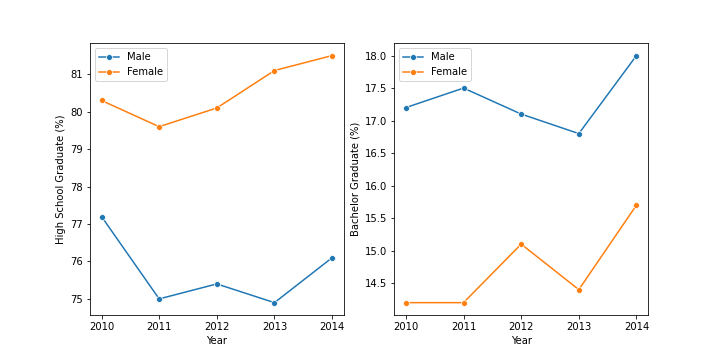 Male
Female
High School Graduate (%)
81
80
79
78
77
76
75
2010 2011 2012 2013 2014
Year
Male
Female
Bachelor Graduate (%)
18.0
17.5
17.0
16.5
16.0
15.5
15.0
14.5
2010 2011 2012 2013 2014
Year